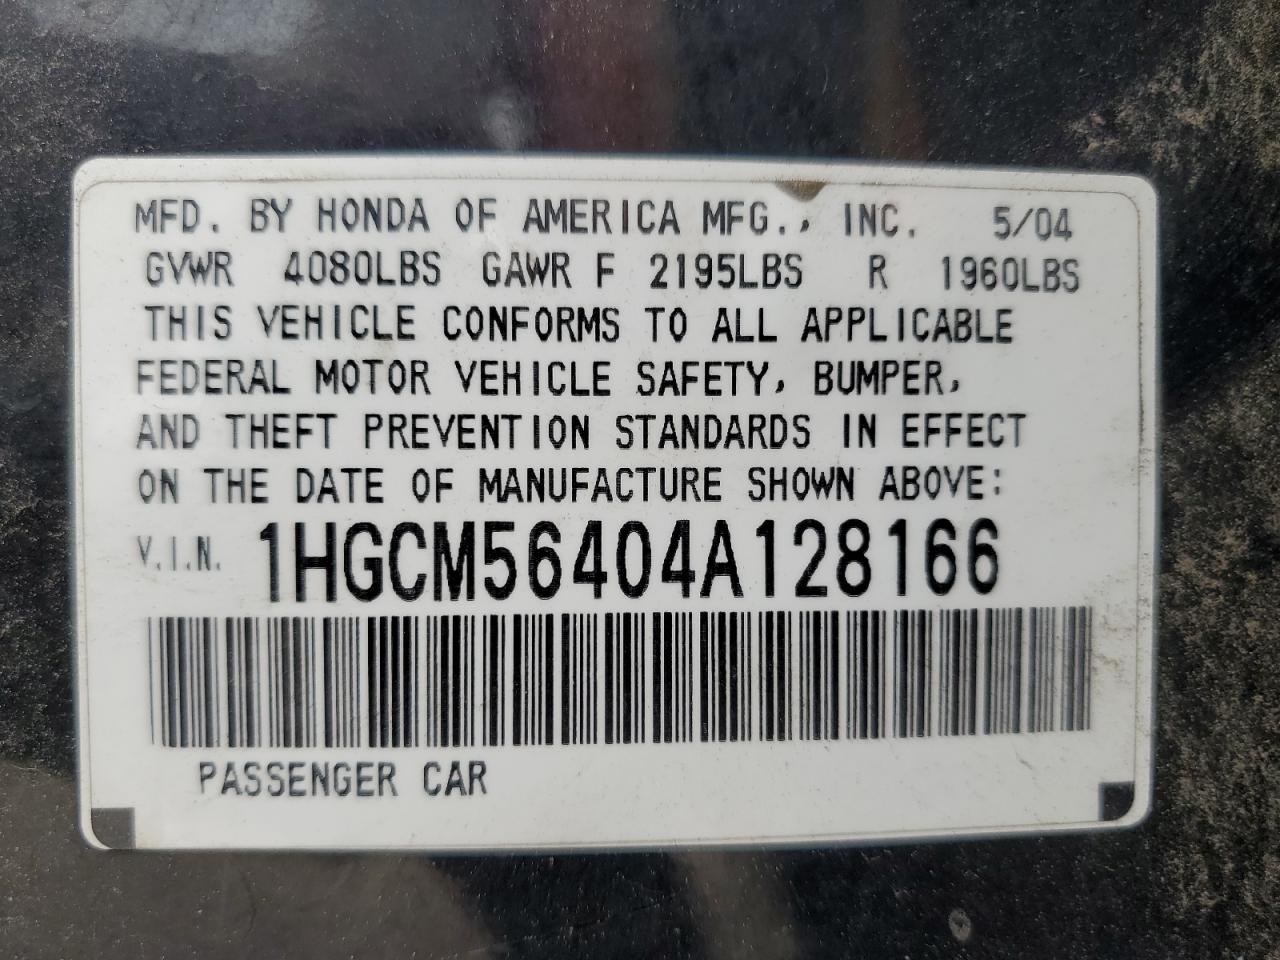 MFD. BY HONDA OF AMERICA MFG., INC. 5/04
GVWR 4080LBS GAWR F 2195LBS R 1960LBS
THIS VEHICLE CONFORMS TO ALL APPLICABLE
FEDERAL MOTOR VEHICLE SAFETY, BUMPER,
AND THEFT PREVENTION STANDARDS IN EFFECT
ON THE DATE OF MANUFACTURE SHOWN ABOVE:
V.I.N. 1HGCM56404A128166
PASSENGER CAR